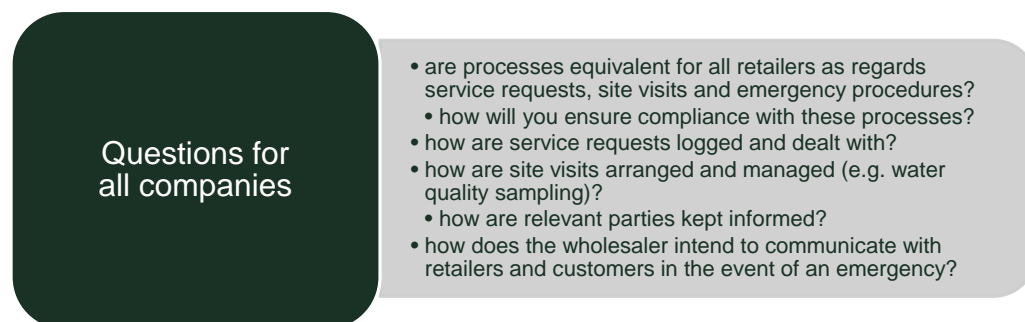 Questions for
all companies
• are processes equivalent for all retailers as regards
service requests, site visits and emergency procedures?
• how will you ensure compliance with these processes?
• how are service requests logged and dealt with?
• how are site visits arranged and managed (e.g. water
quality sampling)?
• how are relevant parties kept informed?
• how does the wholesaler intend to communicate with
retailers and customers in the event of an emergency?